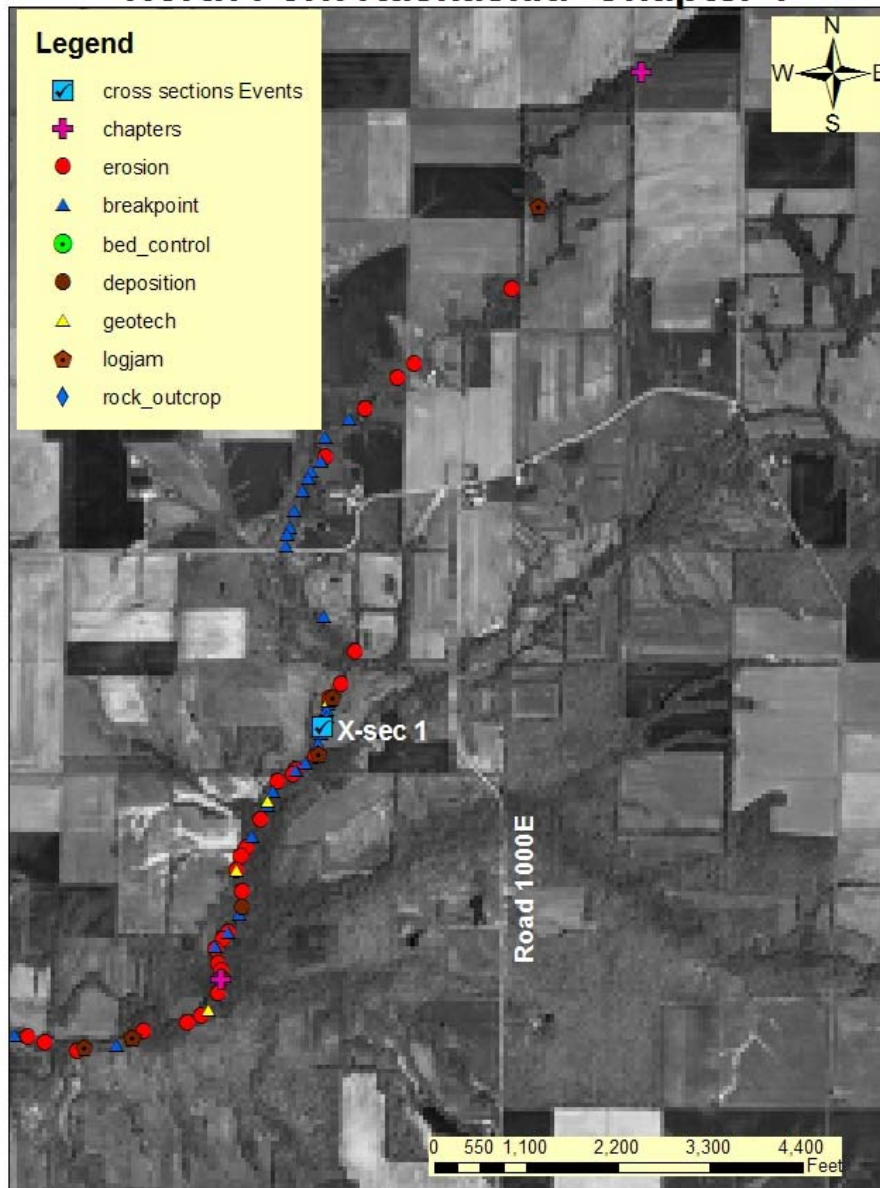 Legend
cross sections Events
chapters
erosion
breakpoint
bed_control
deposition
geotech
logjam
rock_outcrop
N
W E
S
X-sec 1
Road 1000E
0 550 1,100 2,200 3,300 4,400
Feet